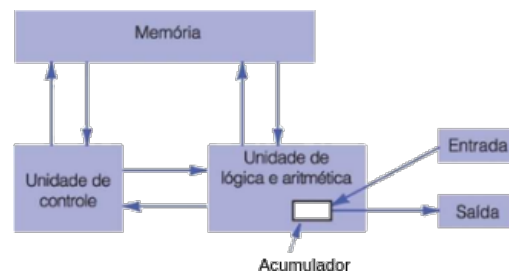 Memória
Unidade de
controle
Unidade de
lógica e aritmética
Entrada
Saída
Acumulador